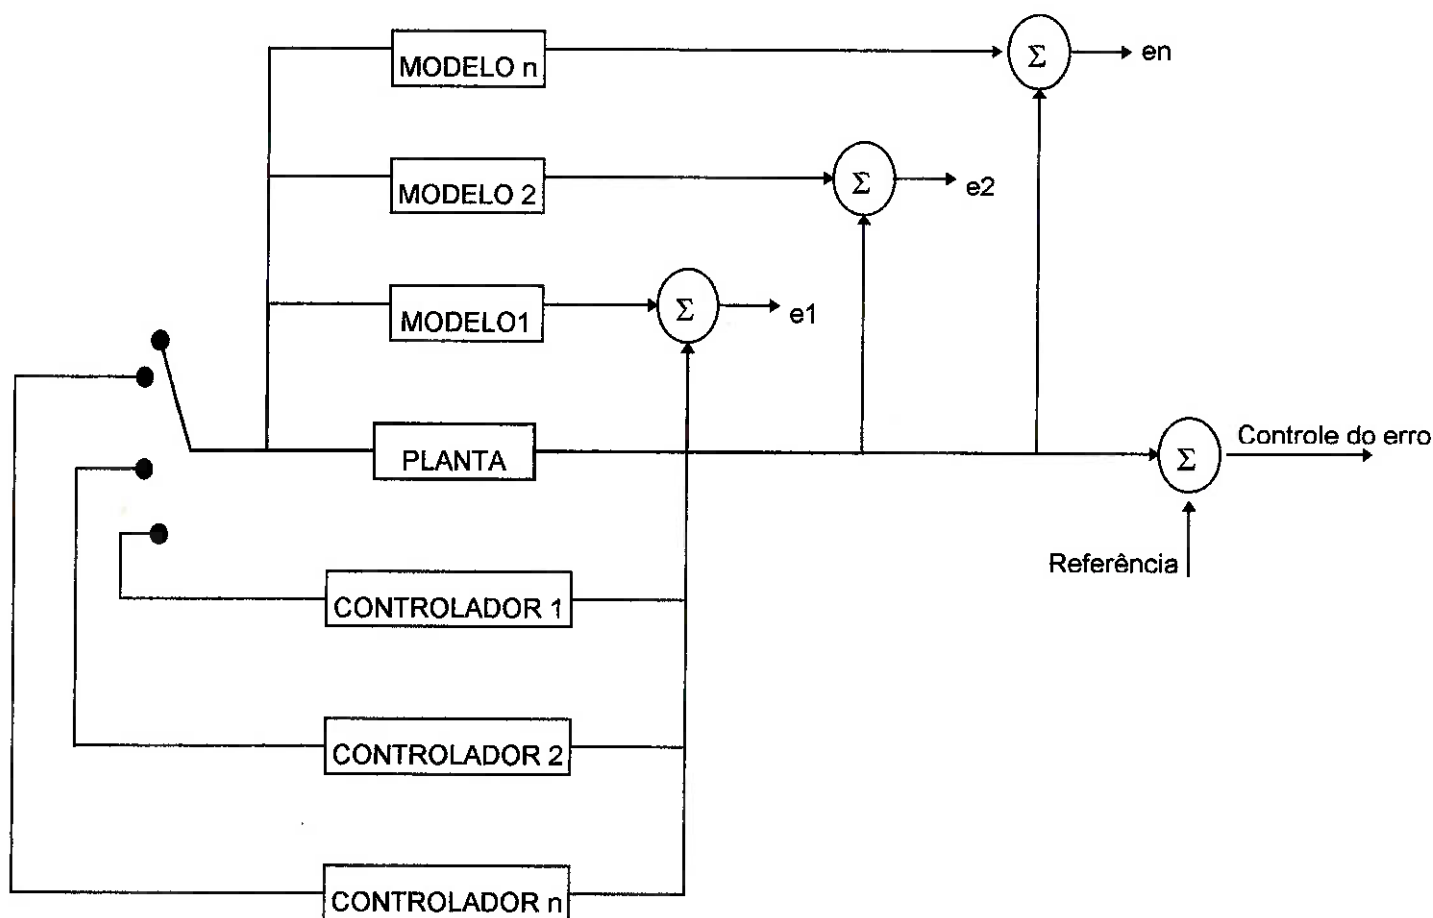 MODELO n
Σ
en
MODELO 2
Σ
e2
MODELO1
Σ
e1
PLANTA
Σ
Controle do erro
Referência
CONTROLADOR 1
CONTROLADOR 2
CONTROLADOR n